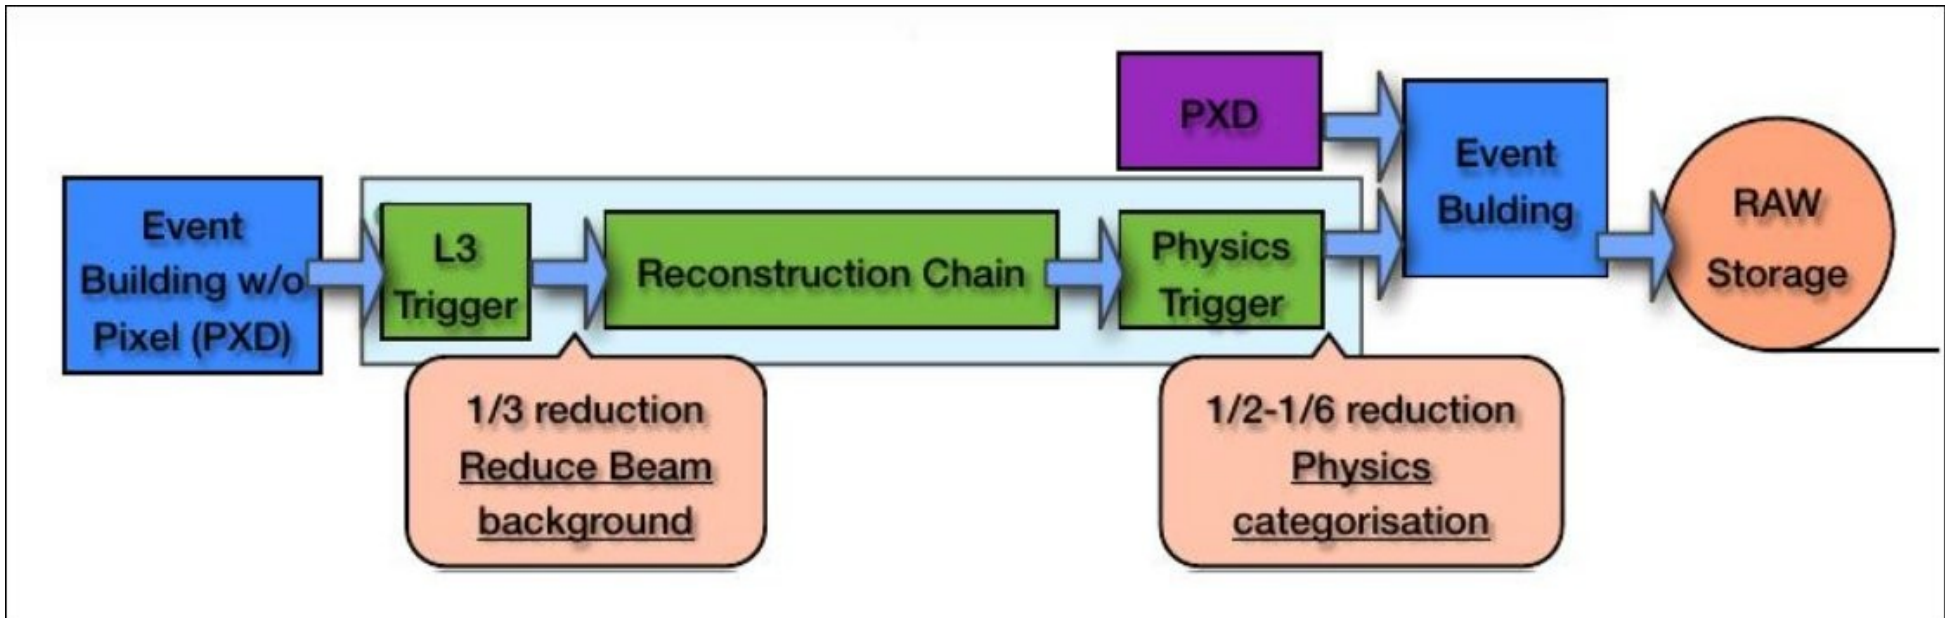 Event
Building w/o
Pixel (PXD)
L3
Trigger
Reconstruction Chain
Physics
Trigger
PXD
Event
Bulding
RAW
Storage
1/3 reduction
Reduce Beam
background
1/2-1/6 reduction
Physics
categorisation